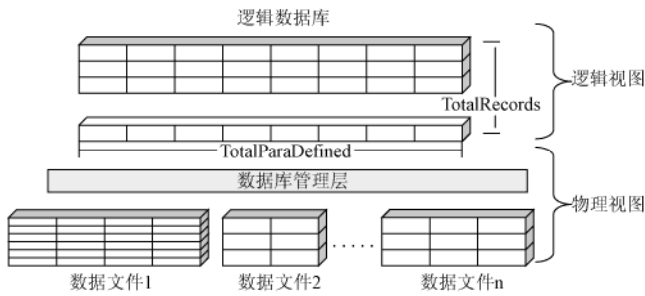 逻辑数据库
逻辑视图
TotalRecords
TotalParaDefined
数据库管理层
物理视图
数据文件1
数据文件2
数据文件n